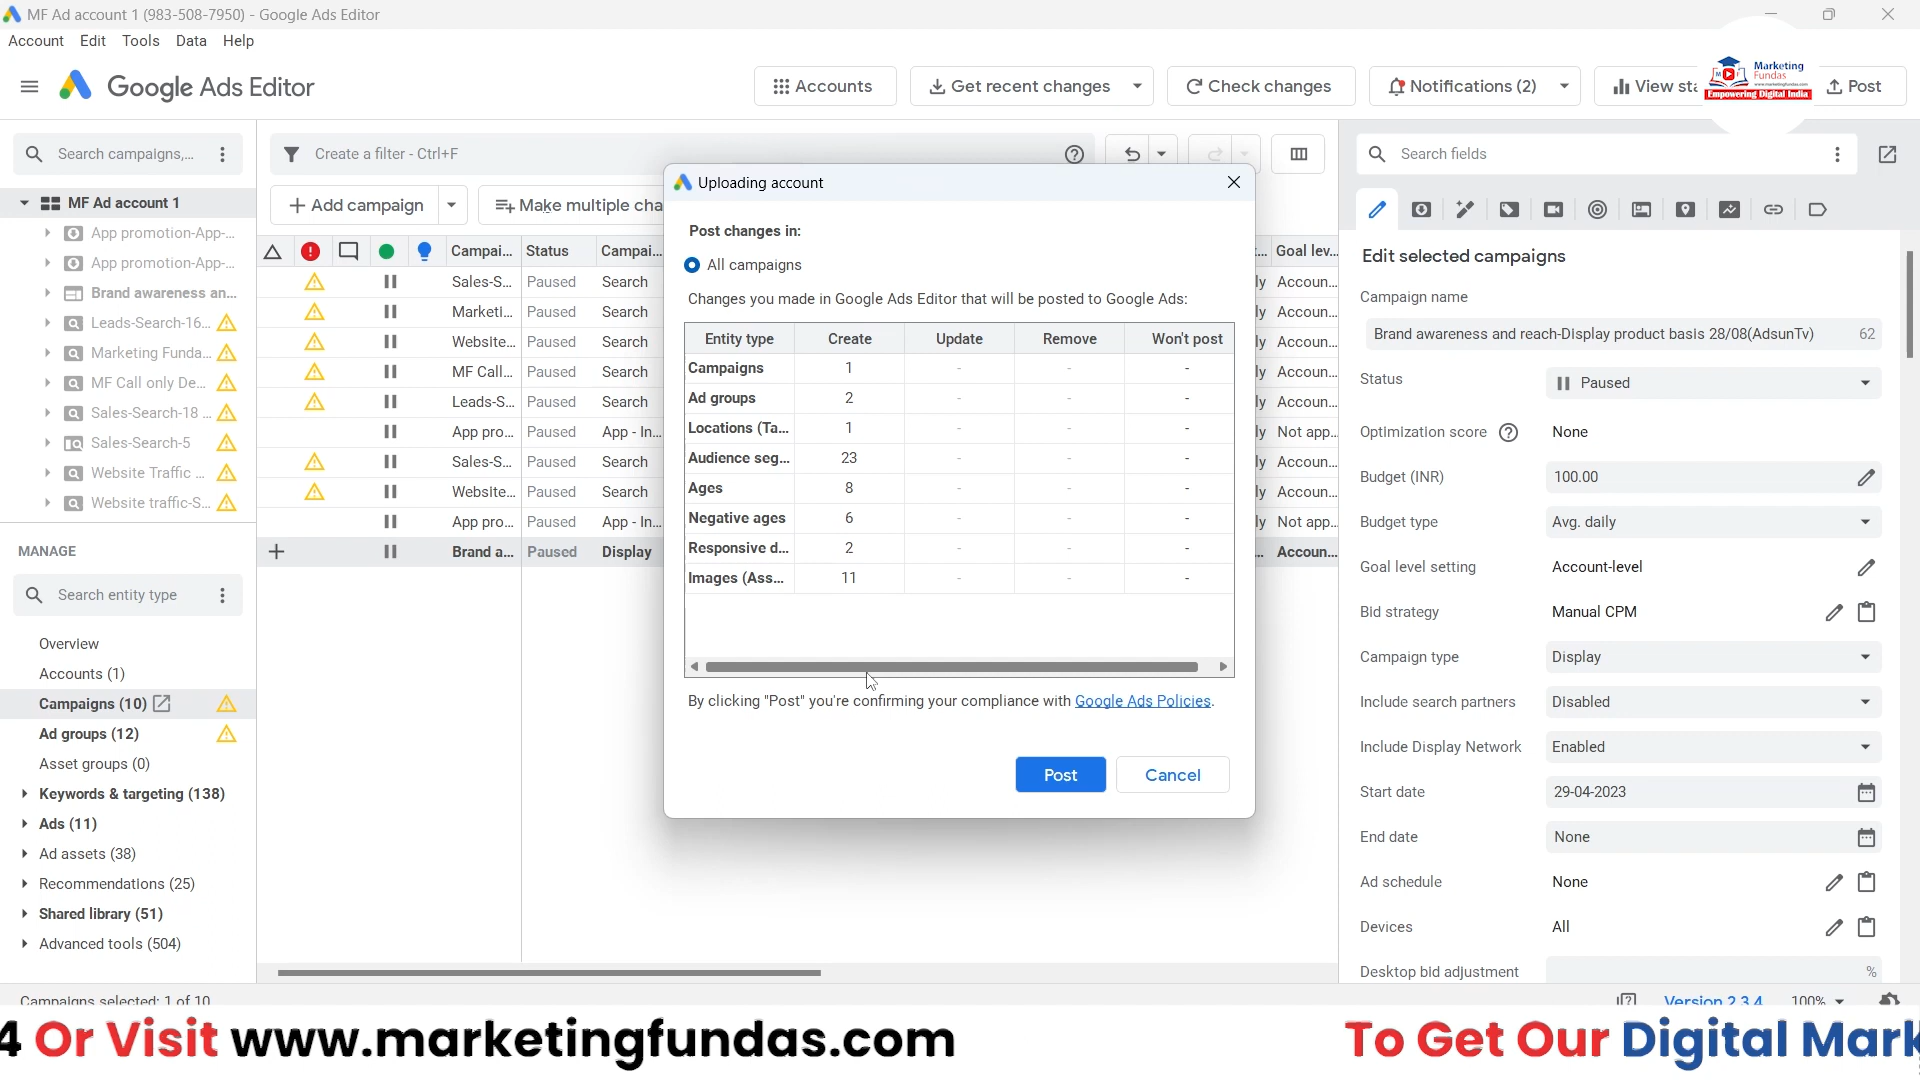 MF Ad account 1 (983-508-7950) - Google Ads Editor
Account Edit Tools Data Help
Google Ads Editor
Accounts
Get recent changes
Check changes
Notifications (2)
Post
Marketing
Fundas
Empowering Digital India
Search campaigns,...
Create a filter - Ctrl+F
Search fields
MF Ad account 1
App promotion-App-...
App promotion-App-...
Brand awareness an...
Leads-Search-16...
Marketing Funda...
MF Call only De...
Sales-Search-18 ...
Sales-Search-5
Website Traffic ...
Website traffic-S...
MANAGE
Search entity type
Overview
Accounts (1)
Campaigns (10)
Ad groups (12)
Asset groups (0)
Keywords & targeting (138)
Ads (11)
Ad assets (38)
Recommendations (25)
Shared library (51)
Advanced tools (504)
Add campaign
Make multiple cha
Campai... Status Campai... Goal lev...
Sales-S... Paused Search ly Accoun...
Marketi... Paused Search ly Accoun...
Website... Paused Search ly Accoun...
MF Call... Paused Search ly Accoun...
Leads-S... Paused Search ly Accoun...
App pro... Paused App - In... ly Not app...
Sales-S... Paused Search ly Accoun...
Website... Paused Search ly Accoun...
App pro... Paused App - In... ly Not app...
Brand a... Paused Display ... Accoun...
Uploading account
Post changes in:
All campaigns
Changes you made in Google Ads Editor that will be posted to Google Ads:
Entity type Create Update Remove Won't post
Campaigns 1 - - -
Ad groups 2 - - -
Locations (Ta... 1 - - -
Audience seg... 23 - - -
Ages 8 - - -
Negative ages 6 - - -
Responsive d... 2 - - -
Images (Ass... 11 - - -
By clicking "Post" you're confirming your compliance with Google Ads Policies.
Post Cancel
Edit selected campaigns
Campaign name
Brand awareness and reach-Display product basis 28/08(AdsunTv) 62
Status Paused
Optimization score None
Budget (INR) 100.00
Budget type Avg. daily
Goal level setting Account-level
Bid strategy Manual CPM
Campaign type Display
Include search partners Disabled
Include Display Network Enabled
Start date 29-04-2023
End date None
Ad schedule None
Devices All
Desktop bid adjustment %
Campaigns selected: 1 of 10
Version 2.3.4 100%
4 Or Visit www.marketingfundas.com To Get Our Digital Mark